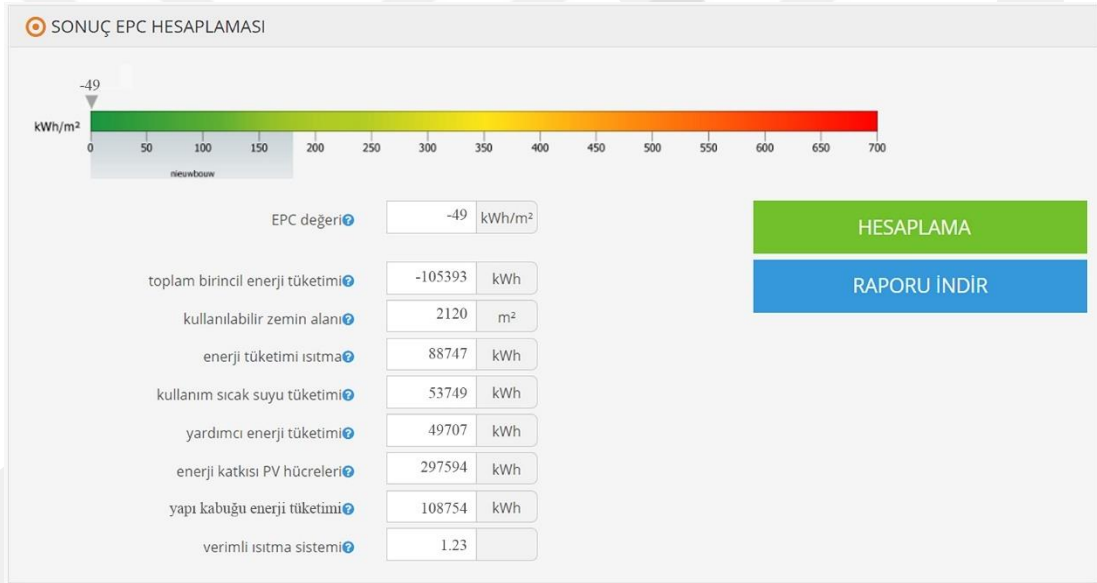 SONUÇ EPC HESAPLAMASI
-49
kWh/m²
0 50 100 150 200 250 300 350 400 450 500 550 600 650 700
nieuwbouw
EPC değeri -49 kWh/m²
HESAPLAMA
toplam birincil enerji tüketimi -105393 kWh
RAPORU İNDİR
kullanılabilir zemin alanı 2120 m²
enerji tüketimi ısıtma 88747 kWh
kullanım sıcak suyu tüketimi 53749 kWh
yardımcı enerji tüketimi 49707 kWh
enerji katkısı PV hücreleri 297594 kWh
yapı kabuğu enerji tüketimi 108754 kWh
verimli ısıtma sistemi 1.23